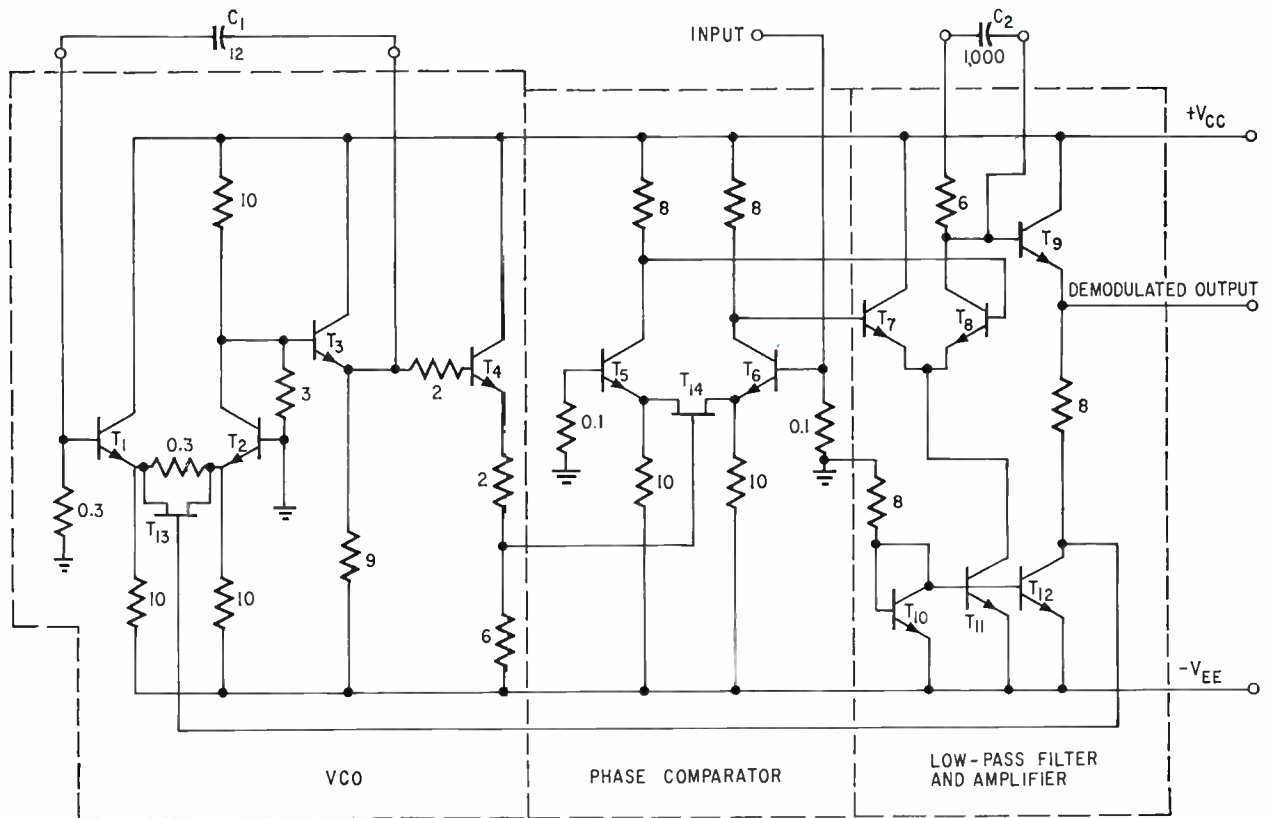 C1
12
INPUT
C2
1,000
+VCC
10
8
8
6
T9
DEMODULATED OUTPUT
T3
T7
T8
T4
2
3
T5
T14
T6
8
T1
0.3
T2
0.1
0.1
0.3
T13
2
10
10
8
9
10
10
T10
T11
T12
6
-VEE
VCO
PHASE COMPARATOR
LOW-PASS FILTER
AND AMPLIFIER